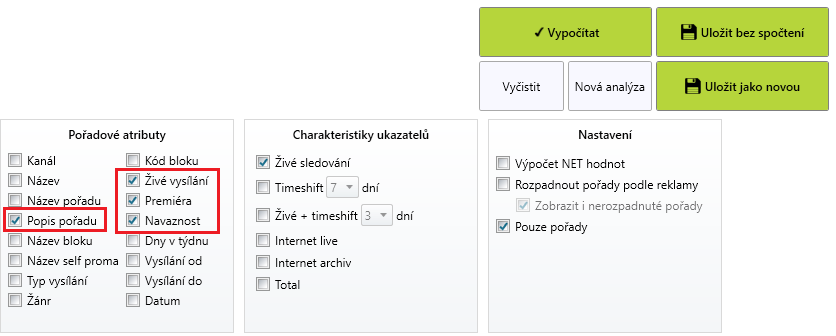 ✔ Vypočítat
Uložit bez spočtení
Vyčistit
Nová analýza
Uložit jako novou
Pořadové atributy
Kanál
Název
Název pořadu
Popis pořadu
Název bloku
Název self proma
Typ vysílání
Žánr
Kód bloku
Živé vysílání
Premiéra
Navaznost
Dny v týdnu
Vysílání od
Vysílání do
Datum
Charakteristiky ukazatelů
Živé sledování
Timeshift 7 dní
Živé + timeshift 3 dní
Internet live
Internet archiv
Total
Nastavení
Výpočet NET hodnot
Rozpadnout pořady podle reklamy
Zobrazit i nerozpadnuté pořady
Pouze pořady